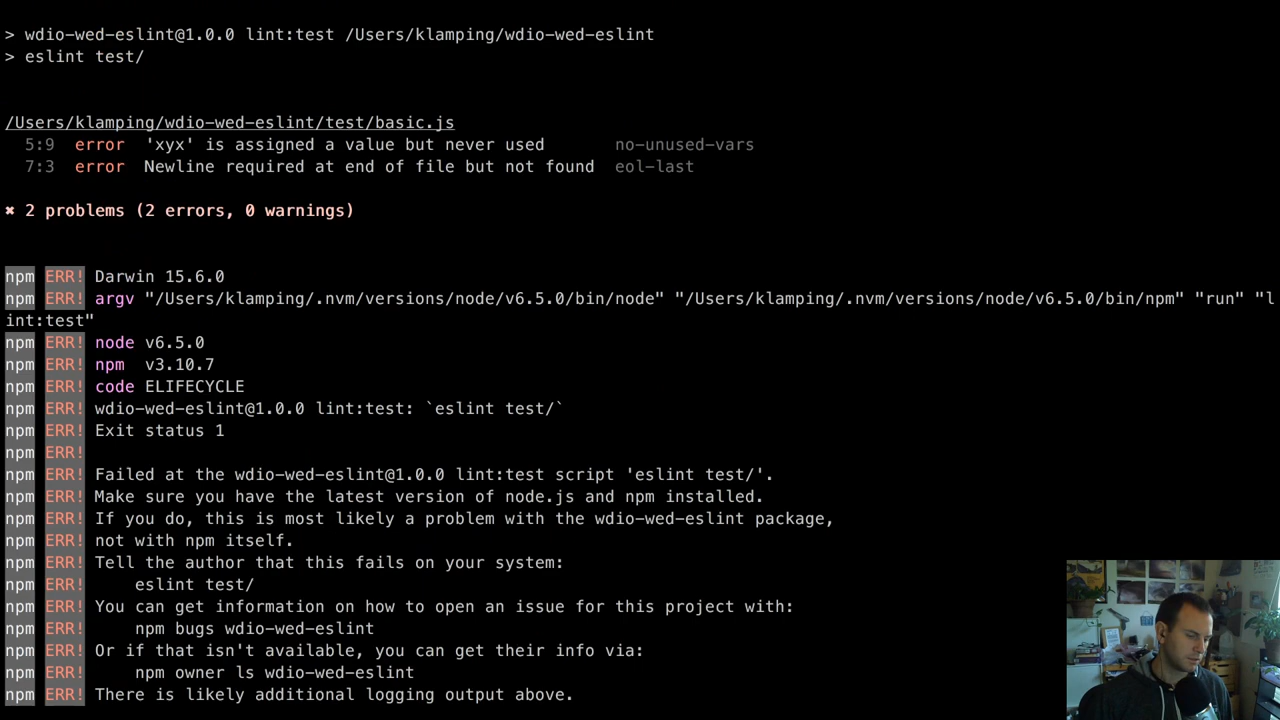 > wdio-wed-eslint@1.0.0 lint:test /Users/klamping/wdio-wed-eslint
> eslint test/
/Users/klamping/wdio-wed-eslint/test/basic.js
5:9 error 'xyx' is assigned a value but never used no-unused-vars
7:3 error Newline required at end of file but not found eol-last
✖ 2 problems (2 errors, 0 warnings)
npm ERR! Darwin 15.6.0
npm ERR! argv "/Users/klamping/.nvm/versions/node/v6.5.0/bin/node" "/Users/klamping/.nvm/versions/node/v6.5.0/bin/npm" "run" "l
int:test"
npm ERR! node v6.5.0
npm ERR! npm  v3.10.7
npm ERR! code ELIFECYCLE
npm ERR! wdio-wed-eslint@1.0.0 lint:test: `eslint test/`
npm ERR! Exit status 1
npm ERR!
npm ERR! Failed at the wdio-wed-eslint@1.0.0 lint:test script 'eslint test/'.
npm ERR! Make sure you have the latest version of node.js and npm installed.
npm ERR! If you do, this is most likely a problem with the wdio-wed-eslint package,
npm ERR! not with npm itself.
npm ERR! Tell the author that this fails on your system:
npm ERR!     eslint test/
npm ERR! You can get information on how to open an issue for this project with:
npm ERR!     npm bugs wdio-wed-eslint
npm ERR! Or if that isn't available, you can get their info via:
npm ERR!     npm owner ls wdio-wed-eslint
npm ERR! There is likely additional logging output above.